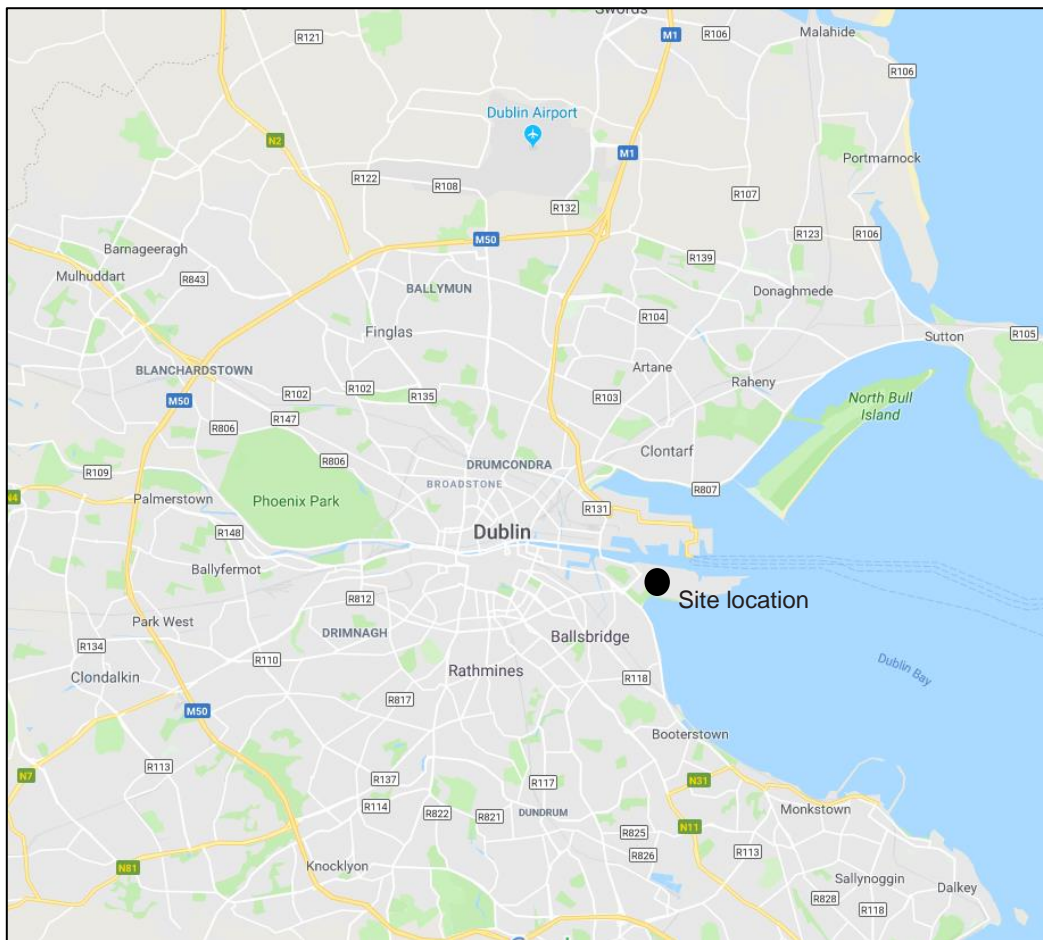 Swords
R121
M1
R106
Malahide
R106
Dublin Airport
N2
M1
Portmarnock
R122
R108
R107
R132
M50
R123
R106
Barnageeragh
R139
Mulhuddart
R843
BALLYMUN
Donaghmede
R104
Finglas
Sutton
R105
Artane
BLANCHARDSTOWN
R102
R102
R135
Raheny
M50
R103
North Bull
Island
R147
R806
Clontarf
R806
DRUMCONDRA
R109
BROADSTONE
R807
N4
Palmerstown
Phoenix Park
R131
R148
Dublin
Ballyfermot
Site location
R812
Park West
DRIMNAGH
Ballsbridge
R134
R110
Rathmines
Dublin Bay
Clondalkin
R118
R817
M50
Booterstown
R113
N7
R137
R117
N31
R114
R822
R821
DUNDRUM
Monkstown
N11
R825
R113
R826
N81
Knocklyon
Sallynoggin
Dalkey
R828
R118